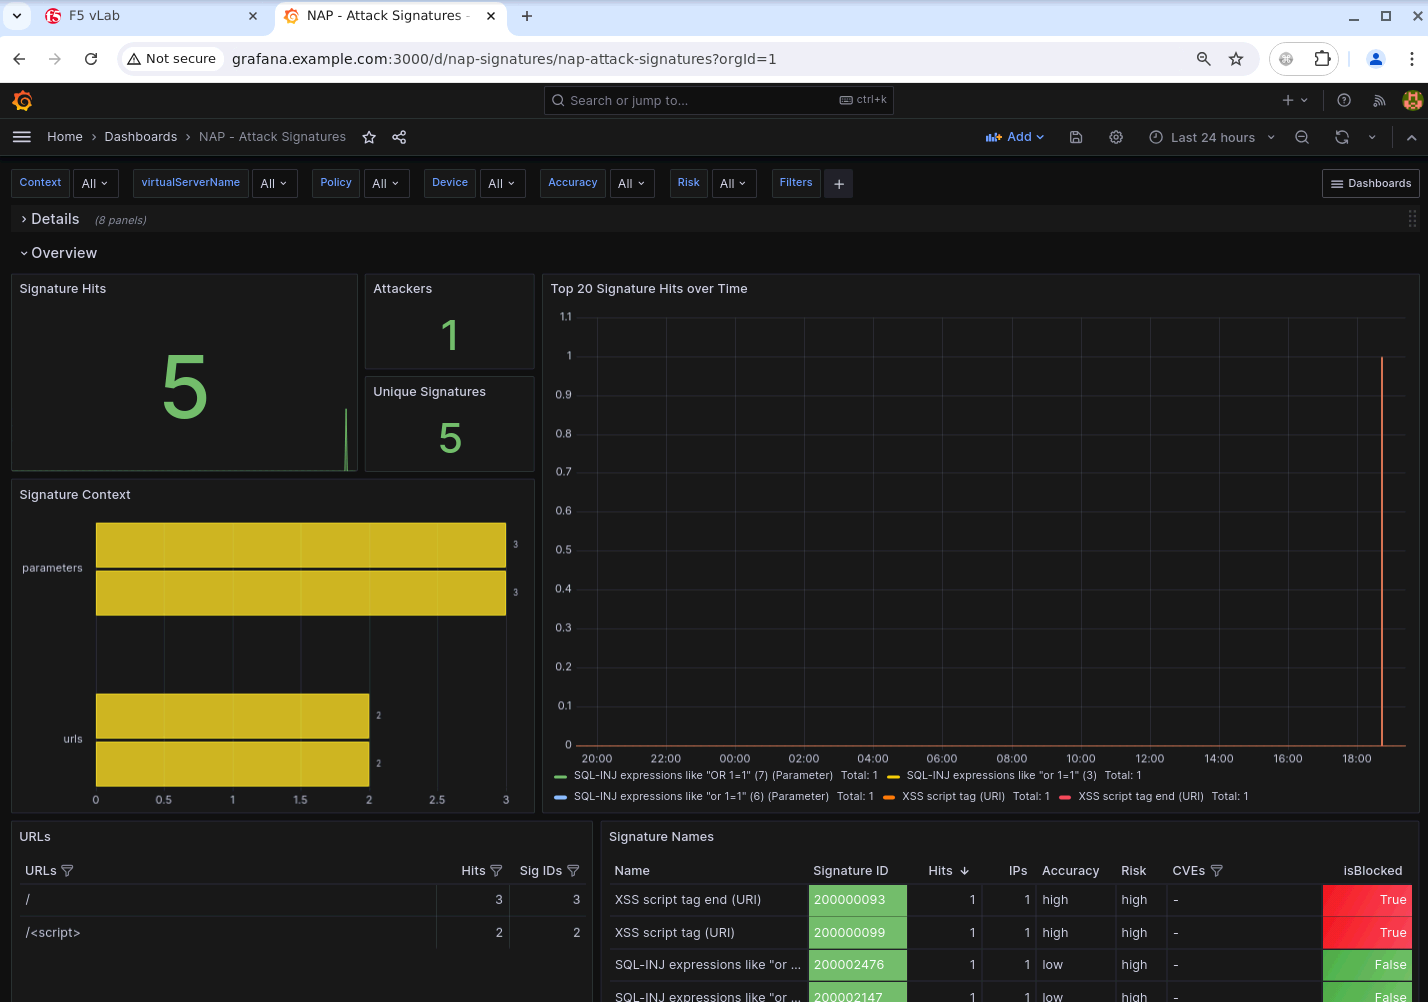 F5 vLab
NAP - Attack Signatures -
Not secure
grafana.example.com:3000/d/nap-signatures/nap-attack-signatures?orgId=1
Search or jump to...
ctrl+k
Home
Dashboards
NAP - Attack Signatures
Add
Last 24 hours
Context All
virtualServerName All
Policy All
Device All
Accuracy All
Risk All
Filters
Dashboards
Details (8 panels)
Overview
Signature Hits
5
Attackers
1
Unique Signatures
5
Signature Context
parameters
3
3
urls
2
2
0 0.5 1 1.5 2 2.5 3
Top 20 Signature Hits over Time
1.1
1
0.9
0.8
0.7
0.6
0.5
0.4
0.3
0.2
0.1
0
20:00 22:00 00:00 02:00 04:00 06:00 08:00 10:00 12:00 14:00 16:00 18:00
SQL-INJ expressions like "OR 1=1" (7) (Parameter) Total: 1 SQL-INJ expressions like "or 1=1" (3) Total: 1
SQL-INJ expressions like "or 1=1" (6) (Parameter) Total: 1 XSS script tag (URI) Total: 1 XSS script tag end (URI) Total: 1
URLs
URLs Hits Sig IDs
/ 3 3
/<script> 2 2
Signature Names
Name Signature ID Hits IPs Accuracy Risk CVEs isBlocked
XSS script tag end (URI) 200000093 1 1 high high - True
XSS script tag (URI) 200000099 1 1 high high - True
SQL-INJ expressions like "or ... 200002476 1 1 low high - False
SQL-INJ expressions like "or ... 200002147 1 1 low high - False